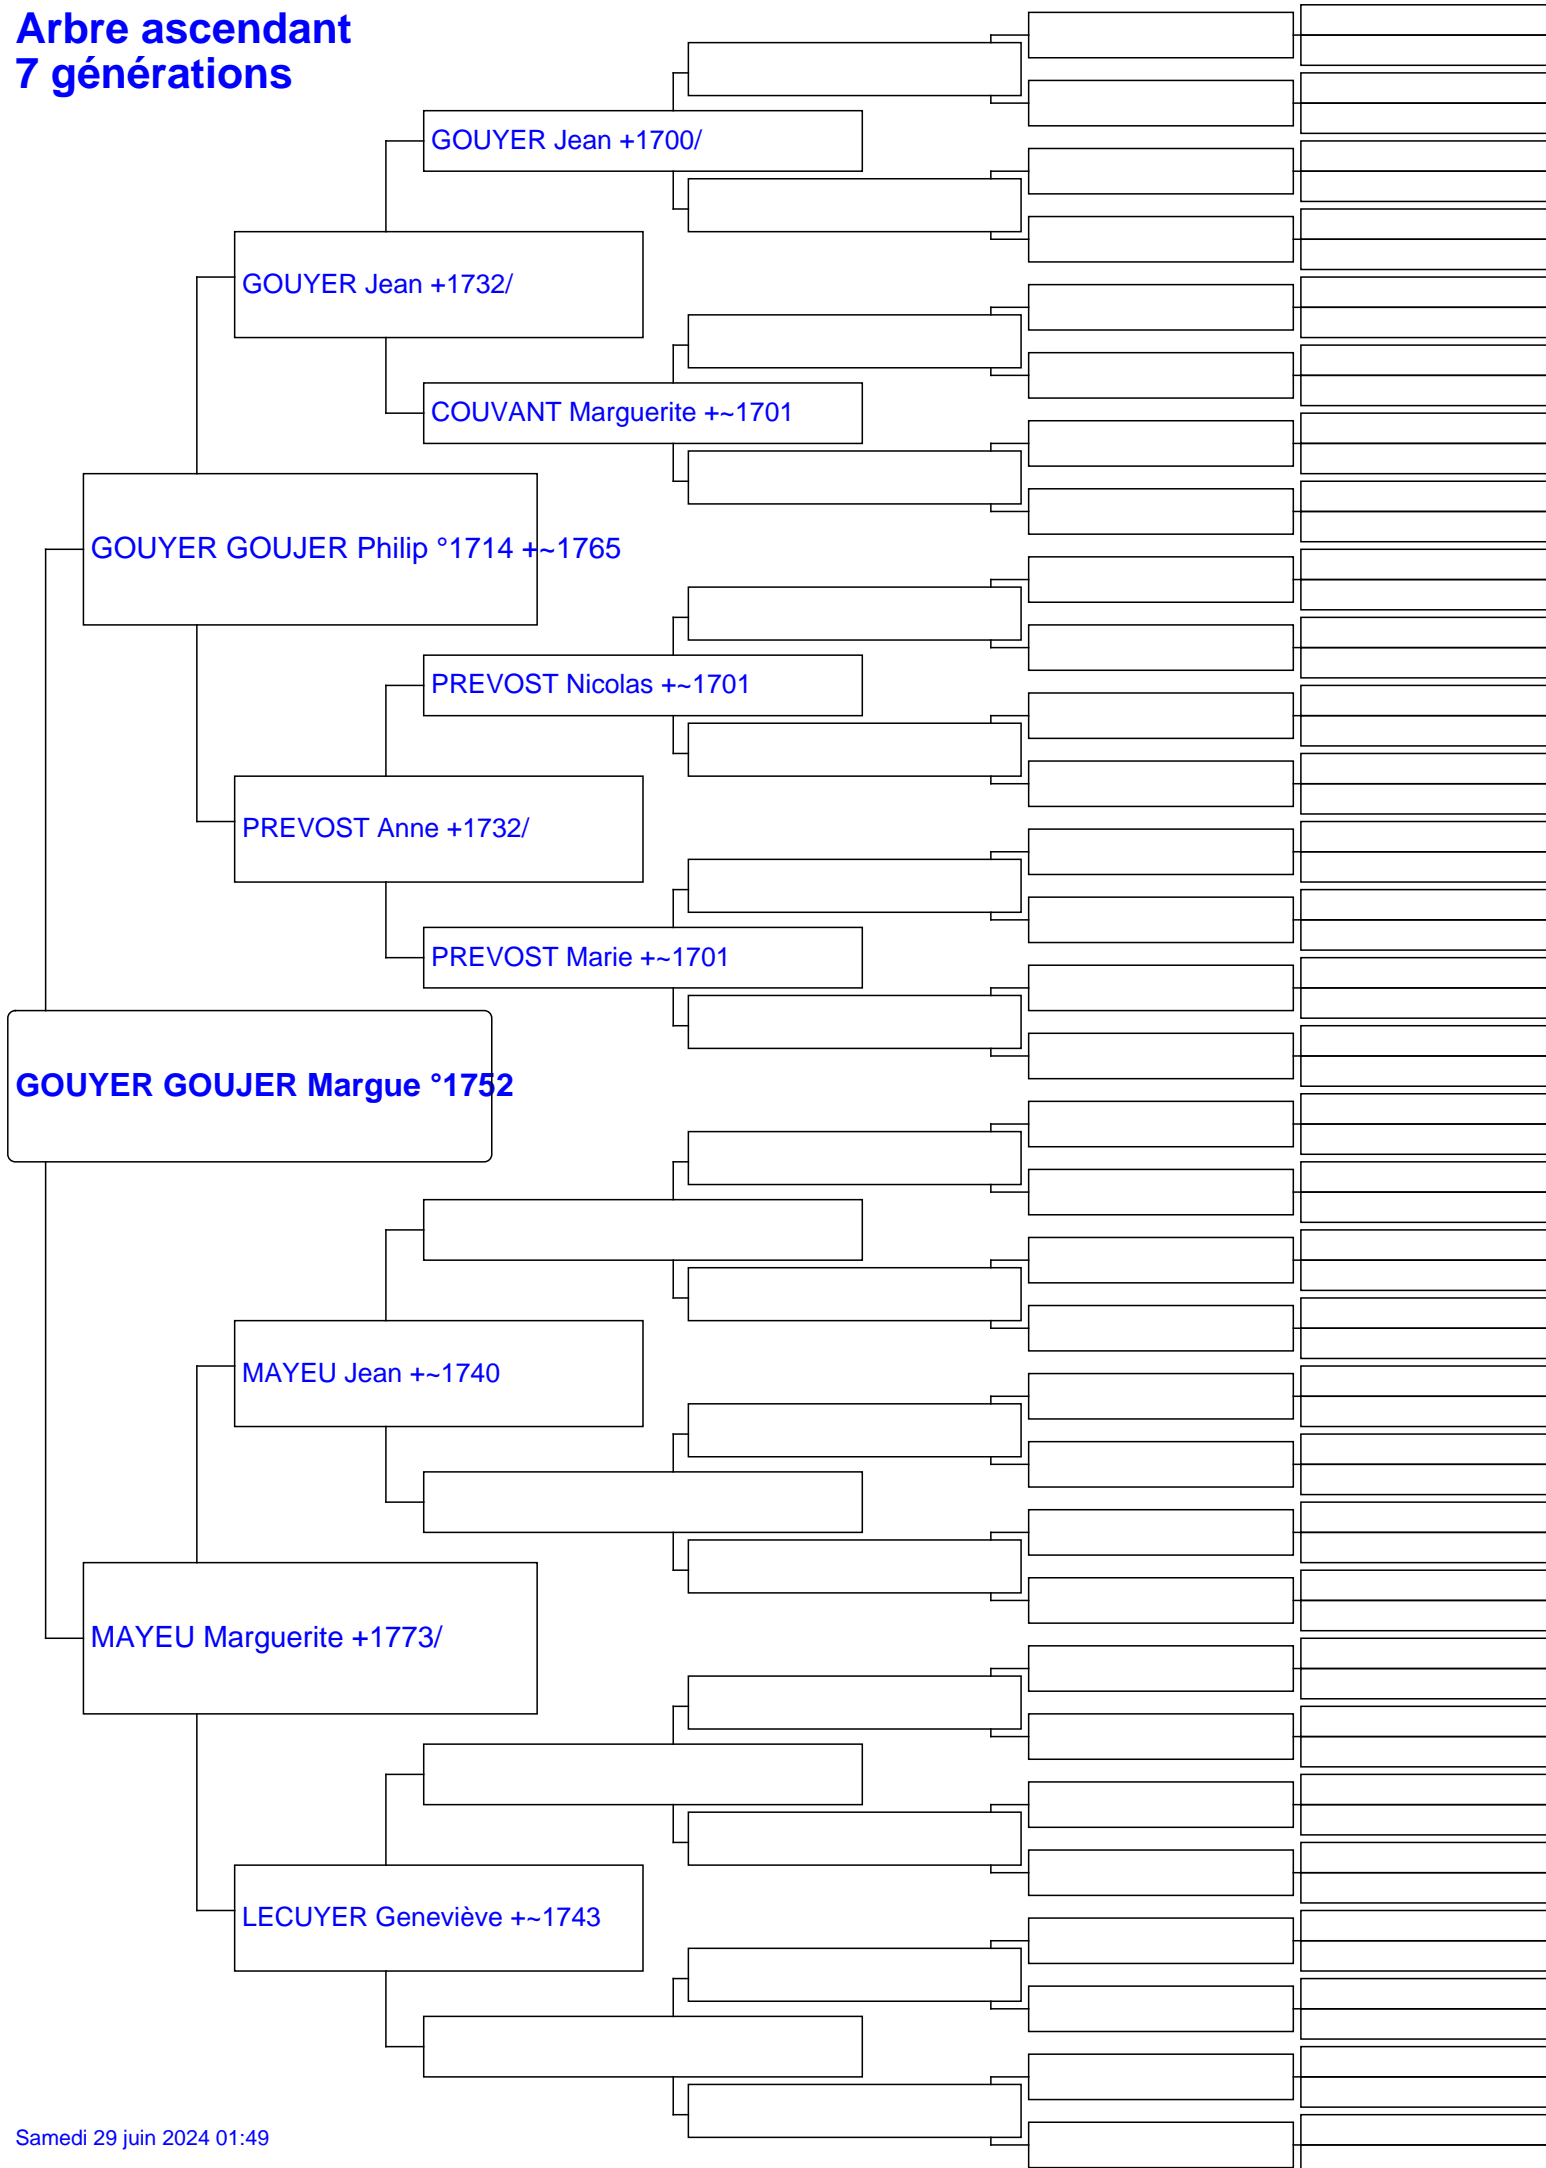 Arbre ascendant
7 générations
GOUYER Jean +1700/
GOUYER Jean +1732/
COUVANT Marguerite +~1701
GOUYER GOUJER Philip °1714 +~1765
PREVOST Nicolas +~1701
PREVOST Anne +1732/
PREVOST Marie +~1701
GOUYER GOUJER Margue °1752
MAYEU Jean +~1740
MAYEU Marguerite +1773/
LECUYER Geneviève +~1743
Samedi 29 juin 2024 01:49